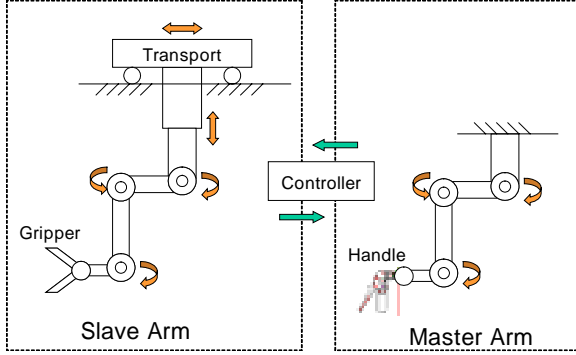 Transport
Controller
Gripper
Handle
Slave Arm
Master Arm